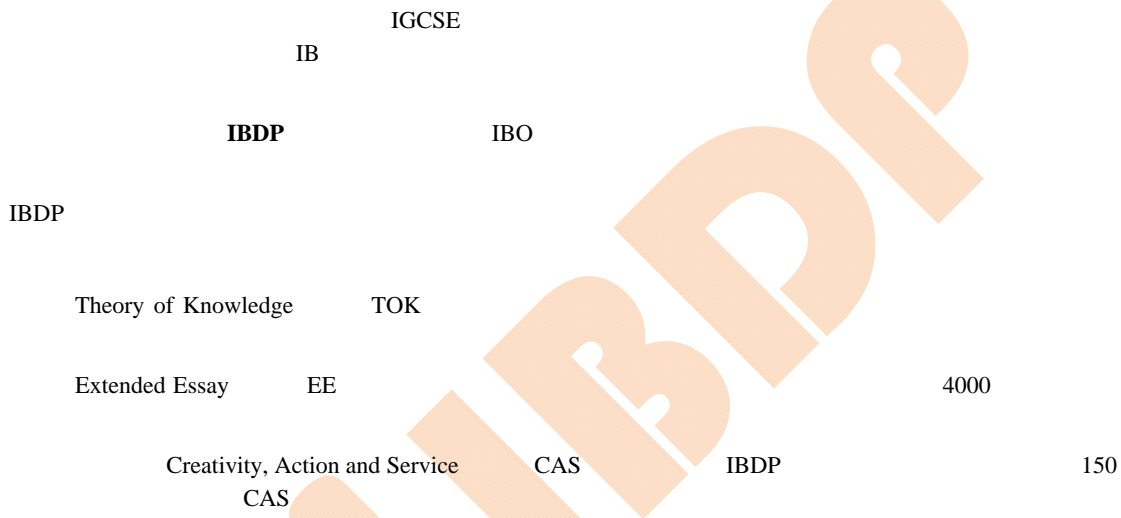 IGCSE
IB
IBDP IBO
IBDP
Theory of Knowledge TOK
Extended Essay EE 4000
Creativity, Action and Service CAS IBDP 150
CAS
IBDP